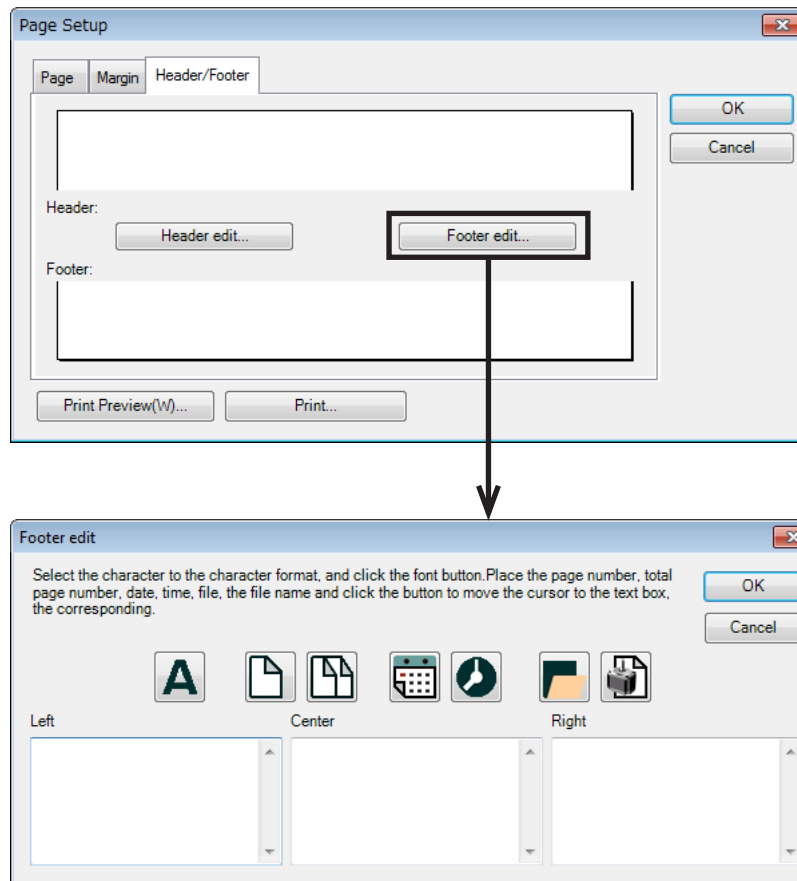 Page Setup
Page Margin Header/Footer
OK
Cancel
Header:
Header edit... Footer edit...
Footer:
Print Preview(W)... Print...
Footer edit
Select the character to the character format, and click the font button.Place the page number, total
page number, date, time, file, the file name and click the button to move the cursor to the text box,
the corresponding.
OK
Cancel
A
Left Center Right